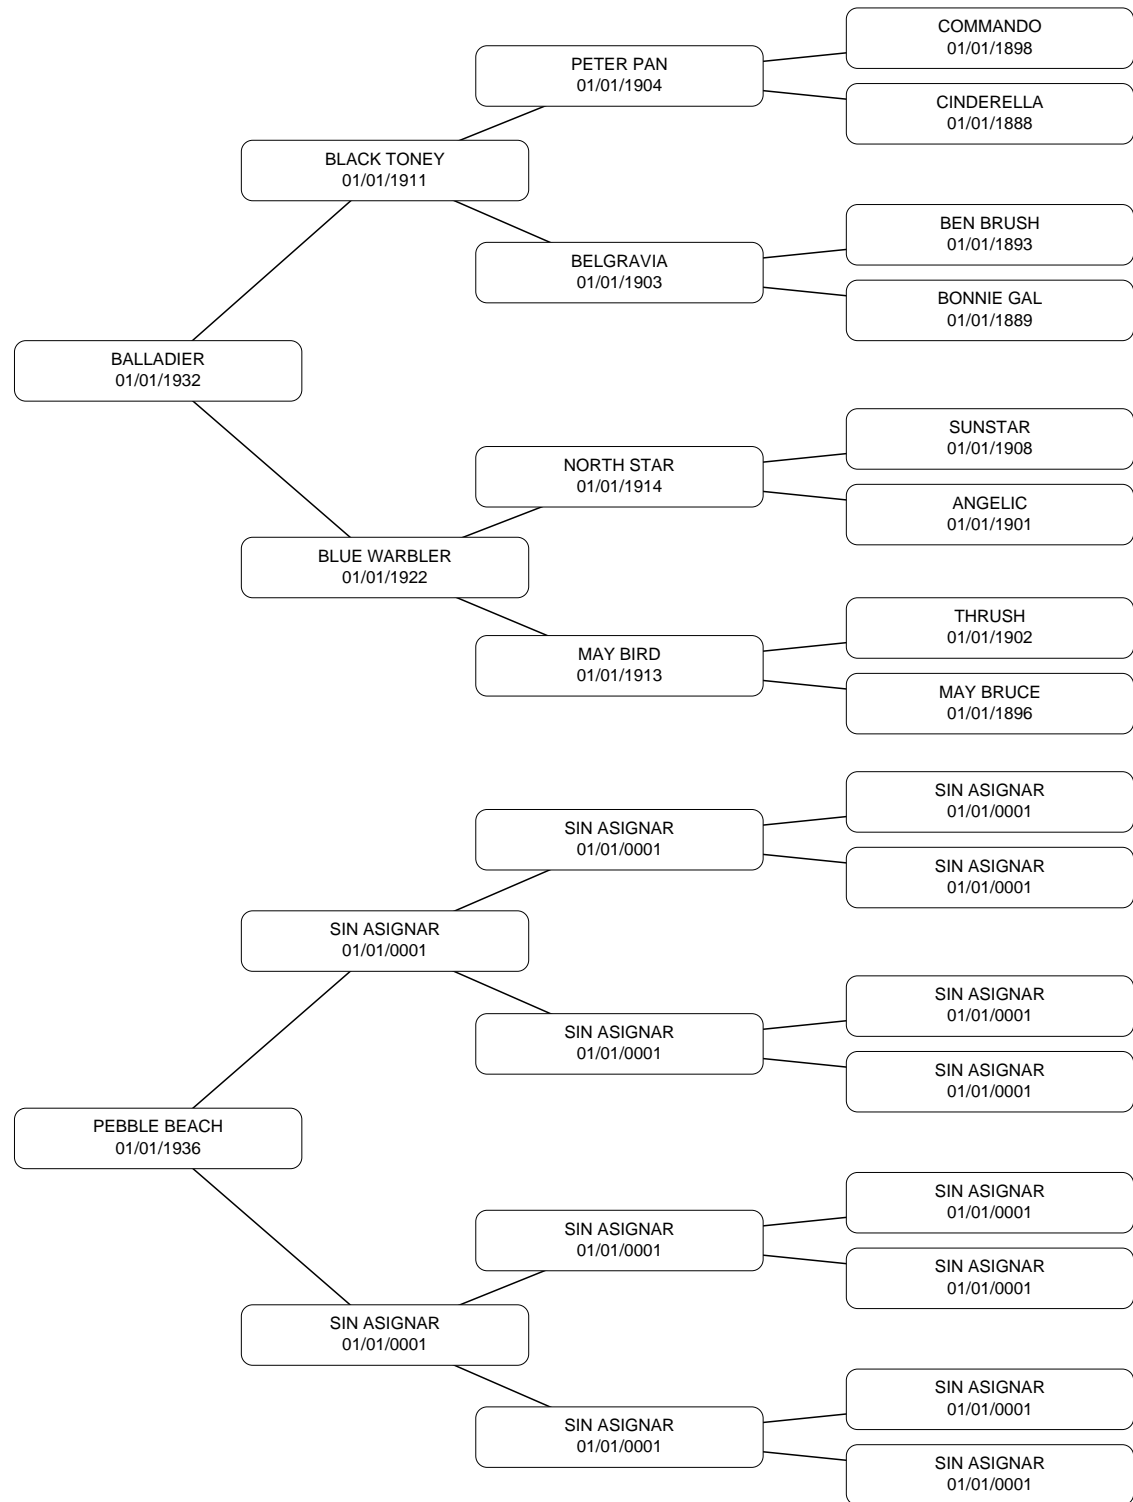 COMMANDO
01/01/1898
PETER PAN
01/01/1904
CINDERELLA
01/01/1888
BLACK TONEY
01/01/1911
BEN BRUSH
01/01/1893
BELGRAVIA
01/01/1903
BONNIE GAL
01/01/1889
BALLADIER
01/01/1932
SUNSTAR
01/01/1908
NORTH STAR
01/01/1914
ANGELIC
01/01/1901
BLUE WARBLER
01/01/1922
THRUSH
01/01/1902
MAY BIRD
01/01/1913
MAY BRUCE
01/01/1896
SIN ASIGNAR
01/01/0001
SIN ASIGNAR
01/01/0001
SIN ASIGNAR
01/01/0001
SIN ASIGNAR
01/01/0001
SIN ASIGNAR
01/01/0001
SIN ASIGNAR
01/01/0001
SIN ASIGNAR
01/01/0001
PEBBLE BEACH
01/01/1936
SIN ASIGNAR
01/01/0001
SIN ASIGNAR
01/01/0001
SIN ASIGNAR
01/01/0001
SIN ASIGNAR
01/01/0001
SIN ASIGNAR
01/01/0001
SIN ASIGNAR
01/01/0001
SIN ASIGNAR
01/01/0001